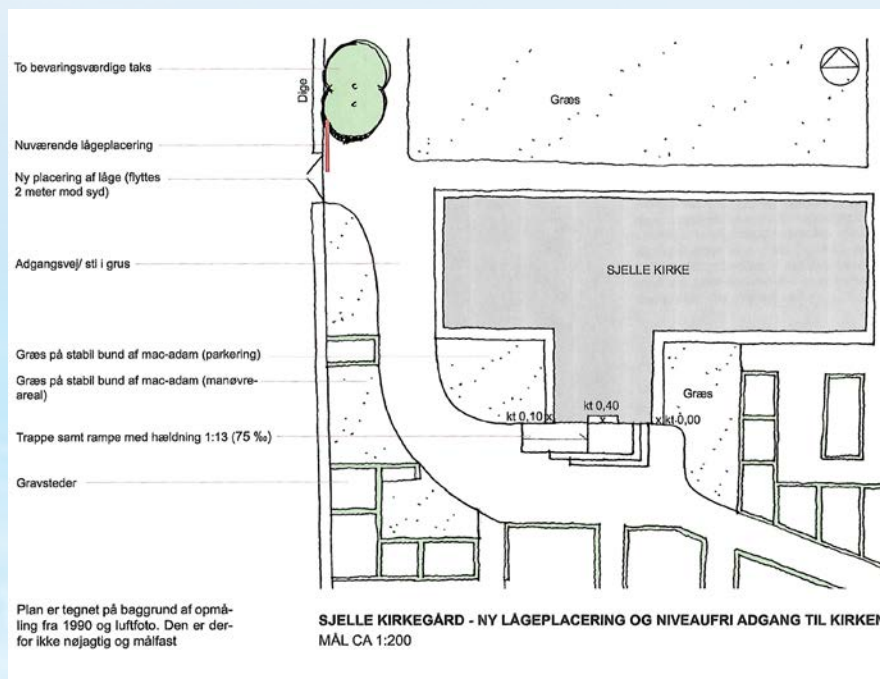 To bevaringsværdige taks
Dige
Græs
Nuværende lågeplacering
Ny placering af låge (flyttes
2 meter mod syd)
Adgangsvej/ sti i grus
SJELLE KIRKE
Græs på stabil bund af mac-adam (parkering)
Græs på stabil bund af mac-adam (manøvre-
areal)
Græs
kt 0,40
kt 0,10 x
x
x kt 0,00
Trappe samt rampe med hældning 1:13 (75 ‰)
Gravsteder
Plan er tegnet på baggrund af opmå-
ling fra 1990 og luftfoto. Den er der-
for ikke nøjagtig og målfast
SJELLE KIRKEGÅRD - NY LÅGEPLACERING OG NIVEAUFRI ADGANG TIL KIRKEN
MÅL CA 1:200